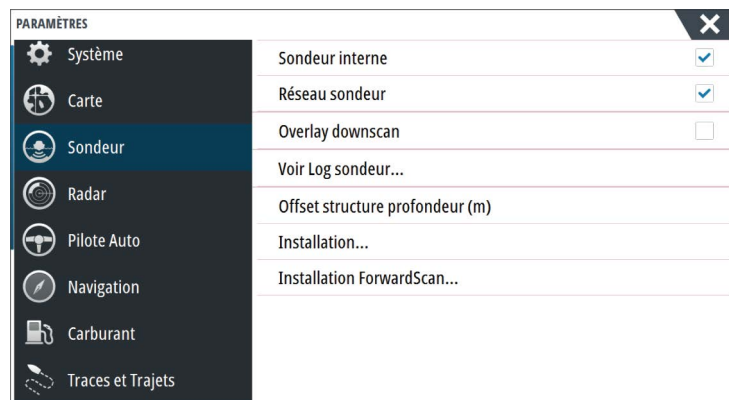 PARAMÈTRES
Système
Carte
Sondeur
Radar
Pilote Auto
Navigation
Carburant
Traces et Trajets
Sondeur interne
Réseau sondeur
Overlay downscan
Voir Log sondeur...
Offset structure profondeur (m)
Installation...
Installation ForwardScan...